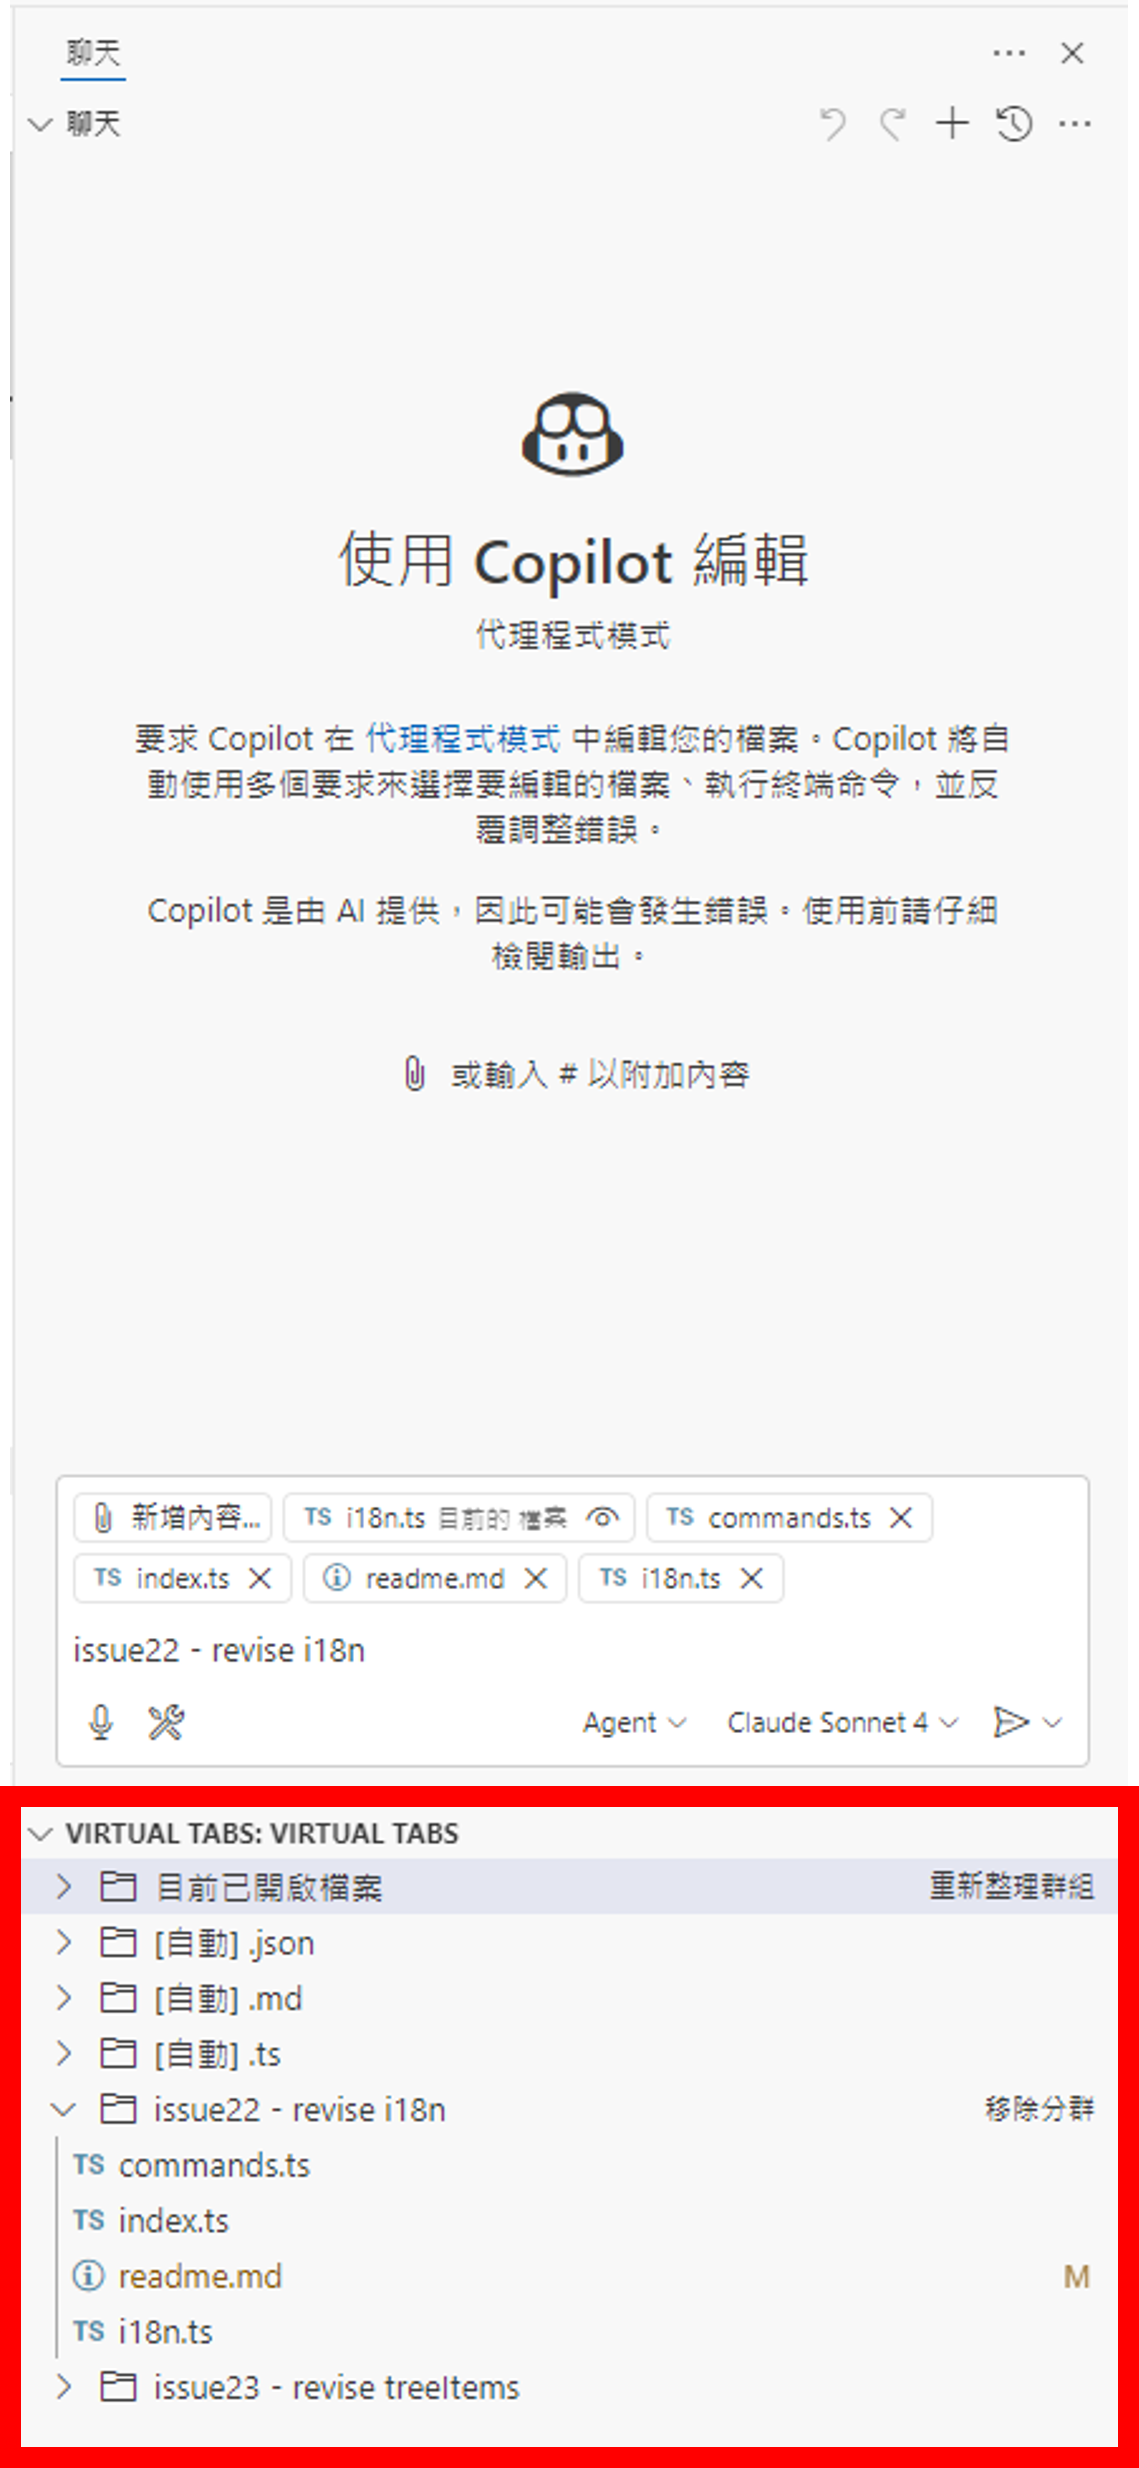 聊天
聊天
使用 Copilot 編輯
代理程式模式
要求 Copilot 在 代理程式模式 中編輯您的檔案。Copilot 將自
動使用多個要求來選擇要編輯的檔案、執行終端命令，並反
覆調整錯誤。
Copilot 是由 AI 提供，因此可能會發生錯誤。使用前請仔細
檢閱輸出。
或輸入 # 以附加內容
新增內容... TS i18n.ts 目前的 檔案 TS commands.ts
TS index.ts readme.md TS i18n.ts
issue22 - revise i18n
Agent Claude Sonnet 4
VIRTUAL TABS: VIRTUAL TABS
目前已開啟檔案 重新整理群組
[自動] .json
[自動] .md
[自動] .ts
issue22 - revise i18n 移除分群
TS commands.ts
TS index.ts
readme.md M
TS i18n.ts
issue23 - revise treeItems